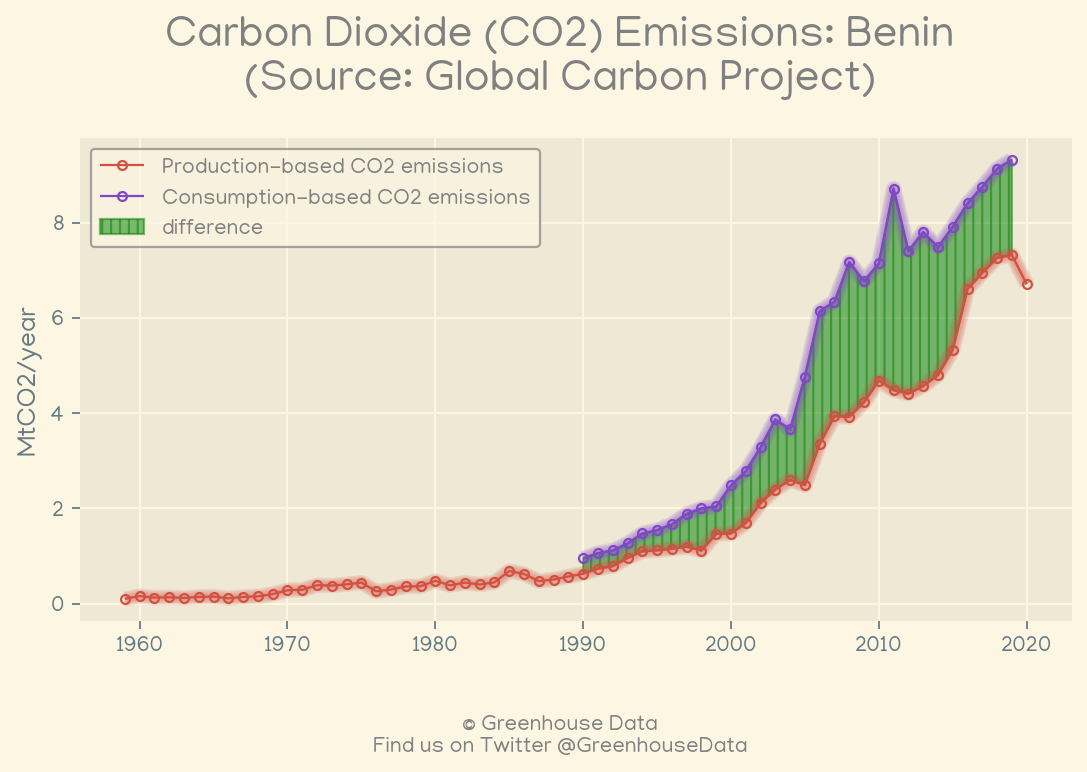 Carbon Dioxide (CO2) Emissions: Benin
(Source: Global Carbon Project)
Production-based CO2 emissions
Consumption-based CO2 emissions
difference
MtCO2/year
8
6
4
2
0
1960 1970 1980 1990 2000 2010 2020
© Greenhouse Data
Find us on Twitter @GreenhouseData